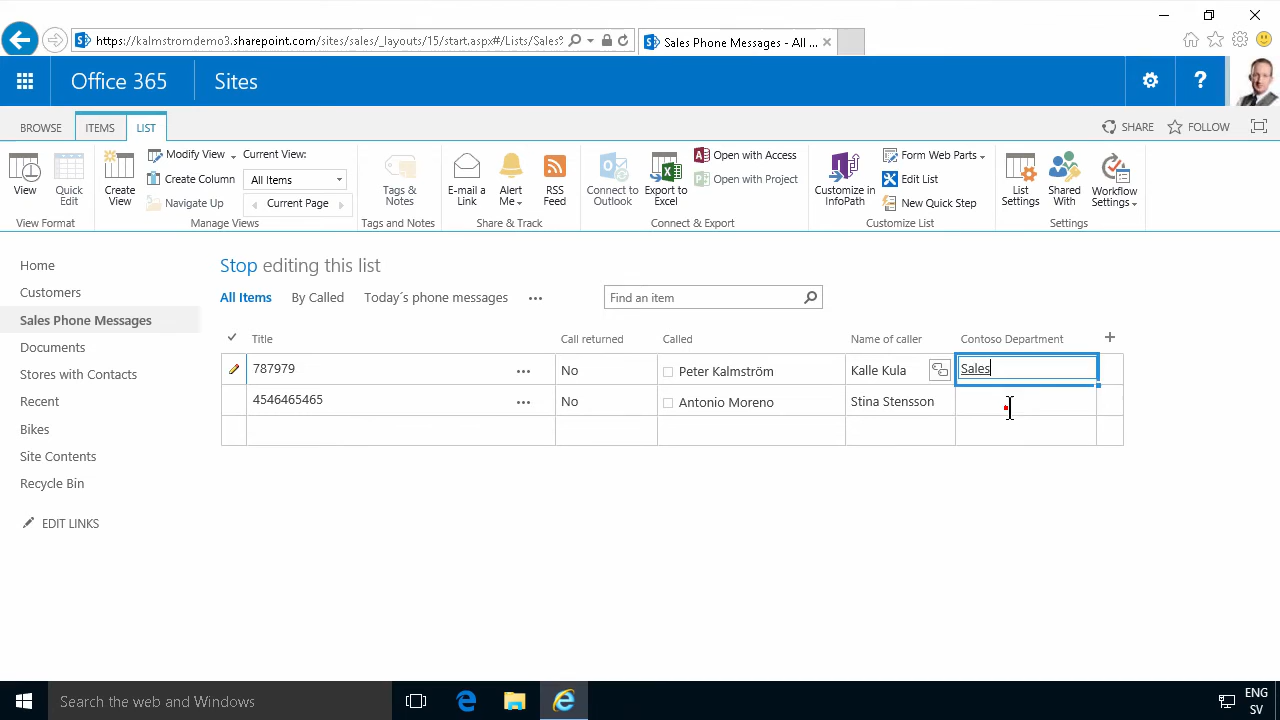 https://kalmstromdemo3.sharepoint.com/sites/sales/_layouts/15/start.aspx#/Lists/Sales%
Sales Phone Messages - All ...
Office 365
Sites
?
BROWSE
ITEMS
LIST
SHARE
FOLLOW
View
Quick Edit
View Format
Create View
Modify View
Create Column
Navigate Up
Current View:
All Items
Current Page
Manage Views
Tags & Notes
Tags and Notes
E-mail a Link
Alert Me
RSS Feed
Share & Track
Connect to Outlook
Export to Excel
Open with Access
Open with Project
Connect & Export
Customize in InfoPath
Form Web Parts
Edit List
New Quick Step
Customize List
List Settings
Shared With
Workflow Settings
Settings
Home
Customers
Sales Phone Messages
Documents
Stores with Contacts
Recent
Bikes
Site Contents
Recycle Bin
EDIT LINKS
Stop editing this list
All Items By Called Today´s phone messages ...
Find an item
Title Call returned Called Name of caller Contoso Department +
787979 ... No Peter Kalmström Kalle Kula Sales
4546465465 ... No Antonio Moreno Stina Stensson
Search the web and Windows
ENG
SV